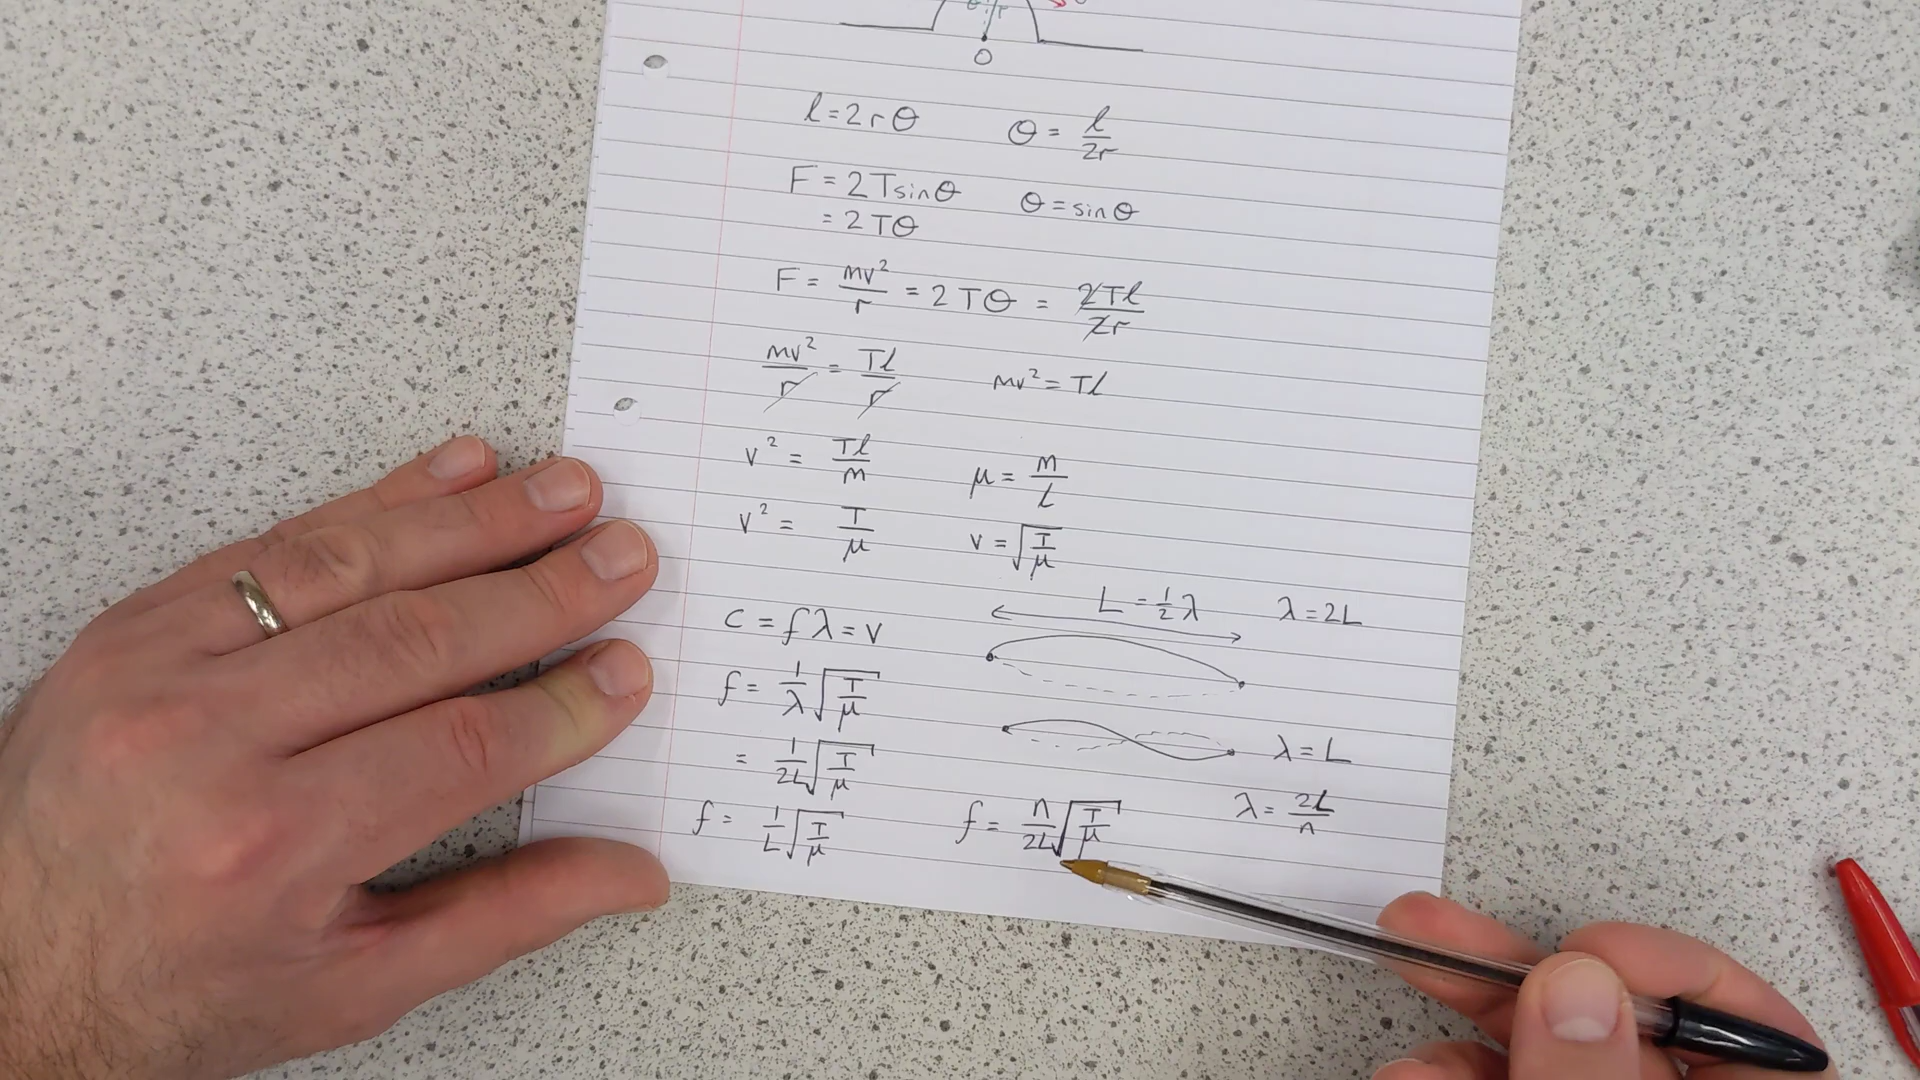 θ r
O
l = 2rθ θ = l/2r
F = 2Tsinθ θ = sinθ
= 2Tθ
F = mv²/r = 2Tθ = 2Tl/2r
mv²/r = Tl/r mv² = Tl
v² = Tl/m μ = m/L
v² = T/μ v = √(T/μ)
L = ½λ λ = 2L
c = fλ = v
f = 1/λ √(T/μ)
= 1/2L √(T/μ) λ = L
f = 1/L √(T/μ) f = n/2L √(T/μ) λ = 2L/n